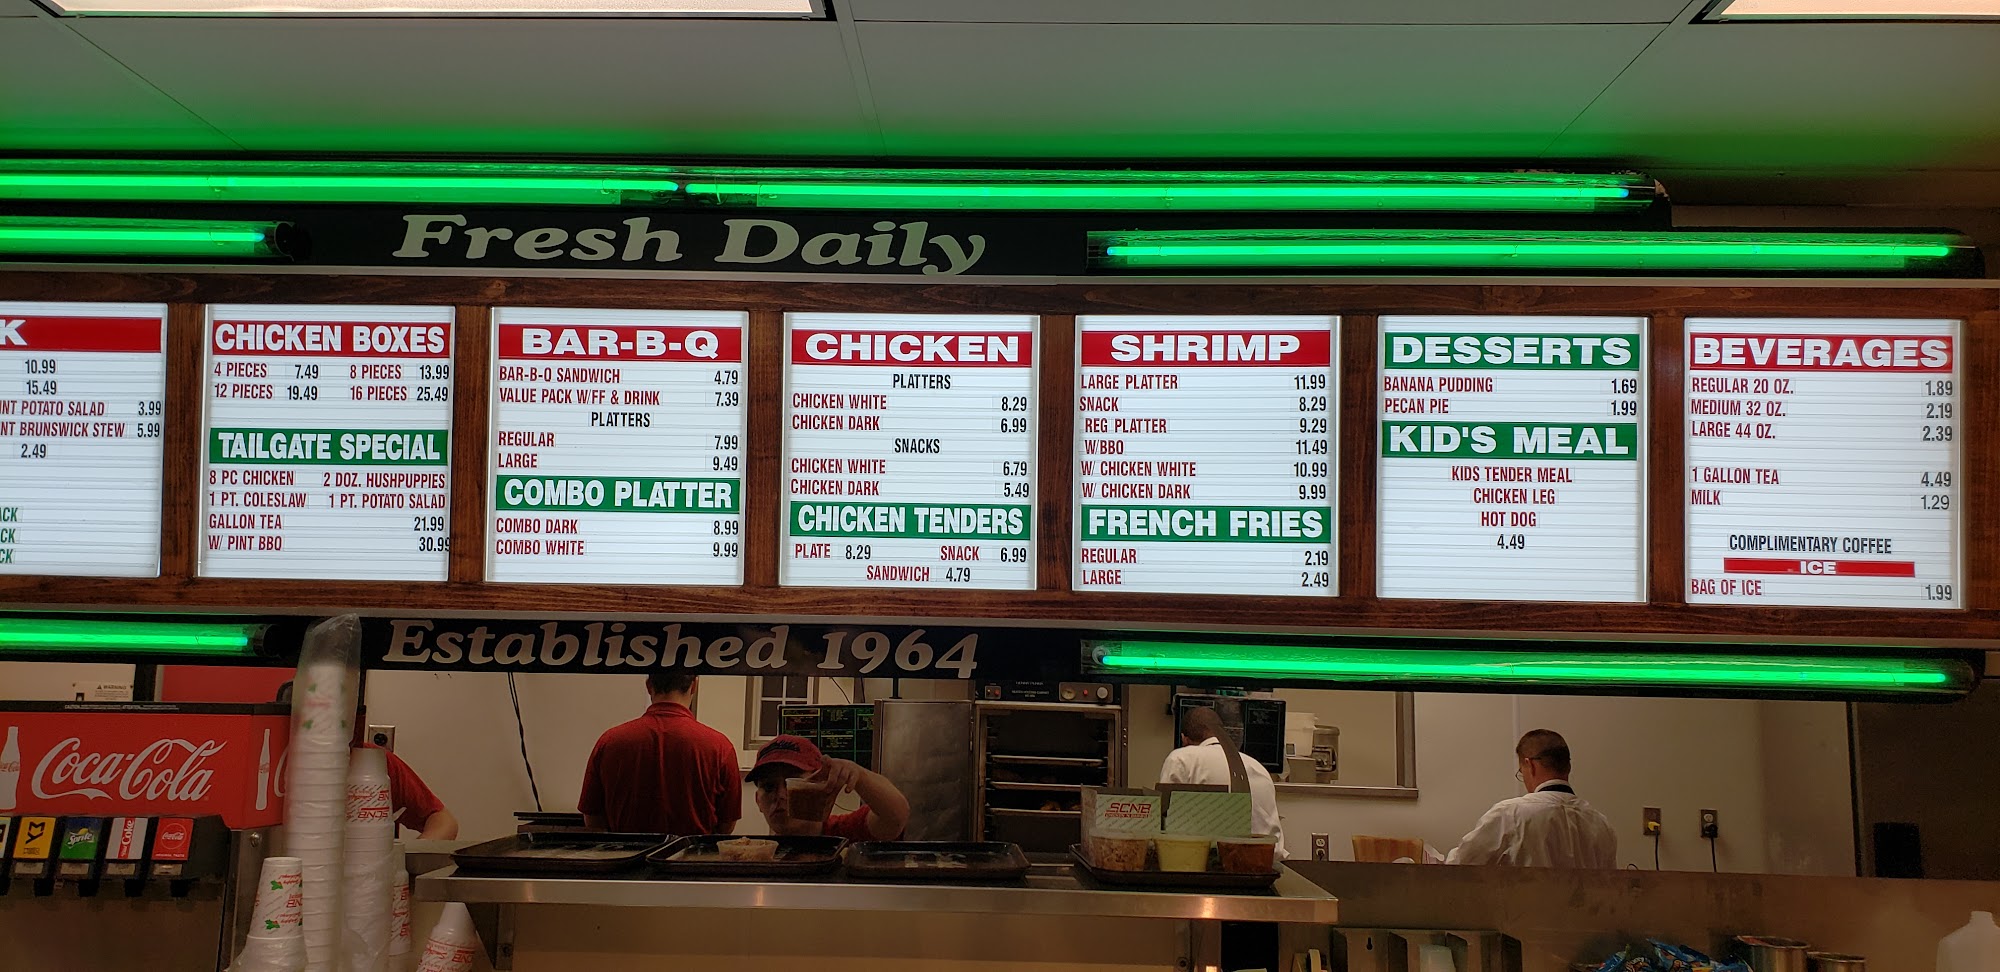 Fresh Daily
K
10.99
15.49
NT POTATO SALAD 3.99
NT BRUNSWICK STEW 5.99
2.49
ACK
CK
CK
CHICKEN BOXES
4 PIECES 7.49 8 PIECES 13.99
12 PIECES 19.49 16 PIECES 25.49
TAILGATE SPECIAL
8 PC CHICKEN 2 DOZ. HUSHPUPPIES
1 PT. COLESLAW 1 PT. POTATO SALAD
GALLON TEA 21.99
W/ PINT BBQ 30.99
BAR-B-Q
BAR-B-Q SANDWICH 4.79
VALUE PACK W/FF & DRINK 7.39
PLATTERS
REGULAR 7.99
LARGE 9.49
COMBO PLATTER
COMBO DARK 8.99
COMBO WHITE 9.99
CHICKEN
PLATTERS
CHICKEN WHITE 8.29
CHICKEN DARK 6.99
SNACKS
CHICKEN WHITE 6.79
CHICKEN DARK 5.49
CHICKEN TENDERS
PLATE 8.29 SNACK 6.99
SANDWICH 4.79
SHRIMP
LARGE PLATTER 11.99
SNACK 8.29
REG PLATTER 9.29
W/BBQ 11.49
W/ CHICKEN WHITE 10.99
W/ CHICKEN DARK 9.99
FRENCH FRIES
REGULAR 2.19
LARGE 2.49
DESSERTS
BANANA PUDDING 1.69
PECAN PIE 1.99
KID'S MEAL
KIDS TENDER MEAL
CHICKEN LEG
HOT DOG
4.49
BEVERAGES
REGULAR 20 OZ. 1.89
MEDIUM 32 OZ. 2.19
LARGE 44 OZ. 2.39
1 GALLON TEA 4.49
MILK 1.29
COMPLIMENTARY COFFEE
ICE
BAG OF ICE 1.99
Established 1964
WARNING
Coca-Cola
Sprite
Coke
Coca-Cola
SCNB